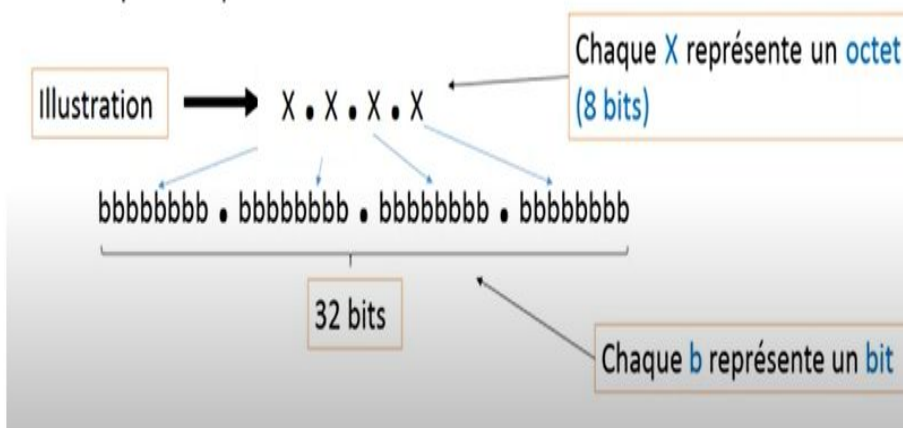 Chaque X représente un octet
(8 bits)
Illustration
X . X . X . X
bbbbbbbb . bbbbbbbb . bbbbbbbb . bbbbbbbb
32 bits
Chaque b représente un bit